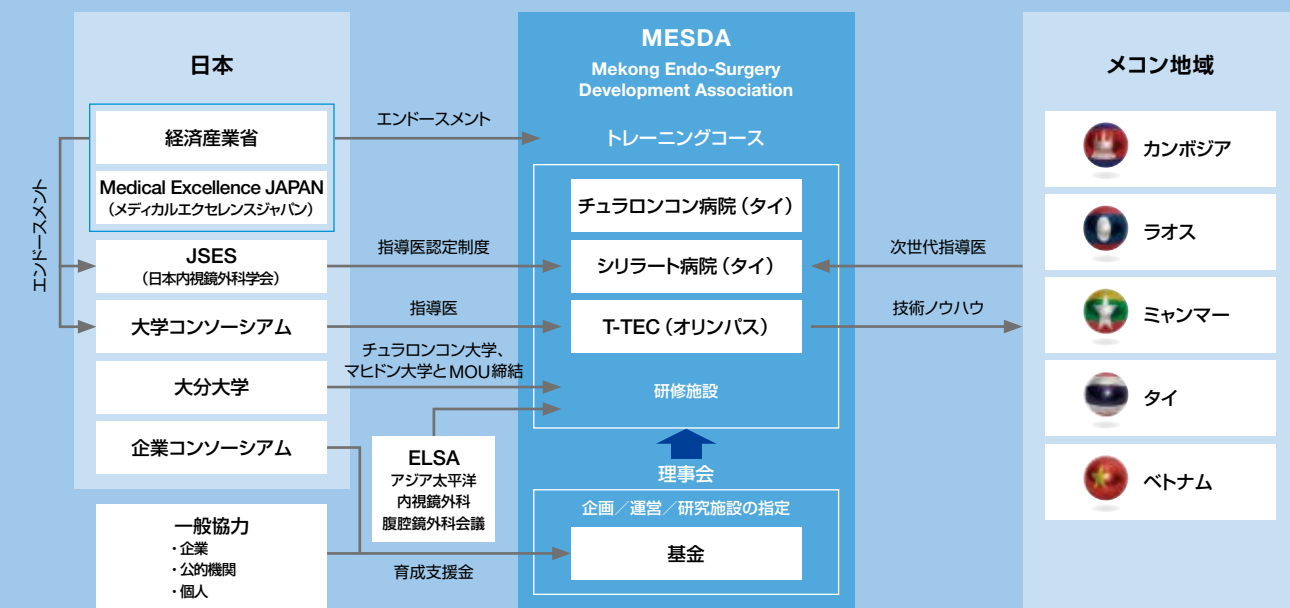 日本
経済産業省
Medical Excellence JAPAN
（メディカルエクセレンスジャパン）
JSES
（日本内視鏡外科学会）
大学コンソーシアム
大分大学
企業コンソーシアム
一般協力
・企業
・公的機関
・個人
エンドースメント
エンドースメント
指導医認定制度
指導医
チュラロンコン大学、
マヒドン大学とMOU締結
ELSA
アジア太平洋
内視鏡外科
腹腔鏡外科会議
育成支援金
MESDA
Mekong Endo-Surgery
Development Association
トレーニングコース
チュラロンコン病院（タイ）
シリラート病院（タイ）
T-TEC（オリンパス）
研修施設
理事会
企画／運営／研究施設の指定
基金
次世代指導医
技術ノウハウ
メコン地域
カンボジア
ラオス
ミャンマー
タイ
ベトナム